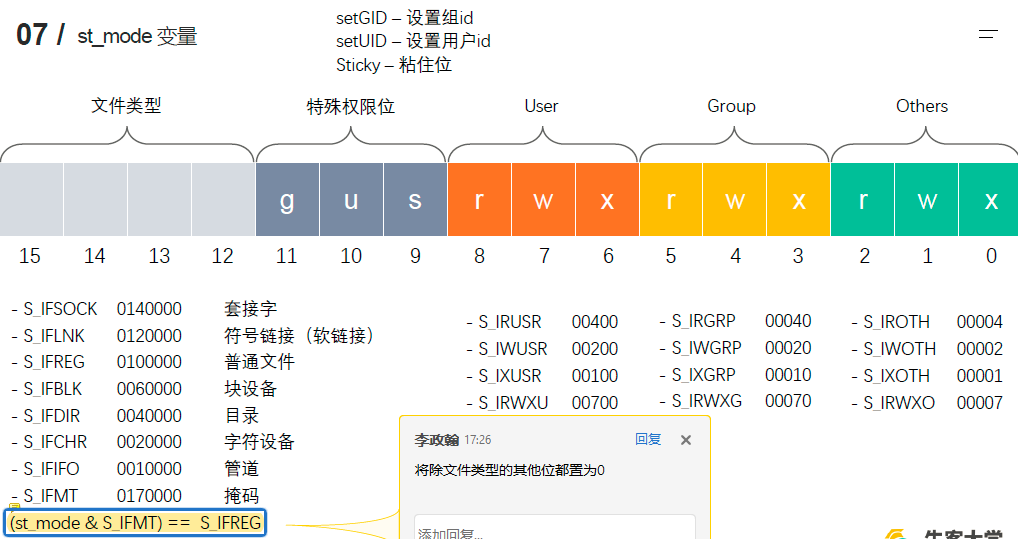 07 / st_mode 变量
setGID – 设置组id
setUID – 设置用户id
Sticky – 粘住位
文件类型 特殊权限位 User Group Others
g u s r w x r w x r w x
15 14 13 12 11 10 9 8 7 6 5 4 3 2 1 0
- S_IFSOCK 0140000 套接字
- S_IFLNK 0120000 符号链接（软链接）
- S_IFREG 0100000 普通文件
- S_IFBLK 0060000 块设备
- S_IFDIR 0040000 目录
- S_IFCHR 0020000 字符设备
- S_IFIFO 0010000 管道
- S_IFMT 0170000 掩码
(st_mode & S_IFMT) == S_IFREG
- S_IRUSR 00400
- S_IWUSR 00200
- S_IXUSR 00100
- S_IRWXU 00700
- S_IRGRP 00040
- S_IWGRP 00020
- S_IXGRP 00010
- S_IRWXG 00070
- S_IROTH 00004
- S_IWOTH 00002
- S_IXOTH 00001
- S_IRWXO 00007
17:26 回复
将除文件类型的其他位都置为0
添加回复...
牛客大学